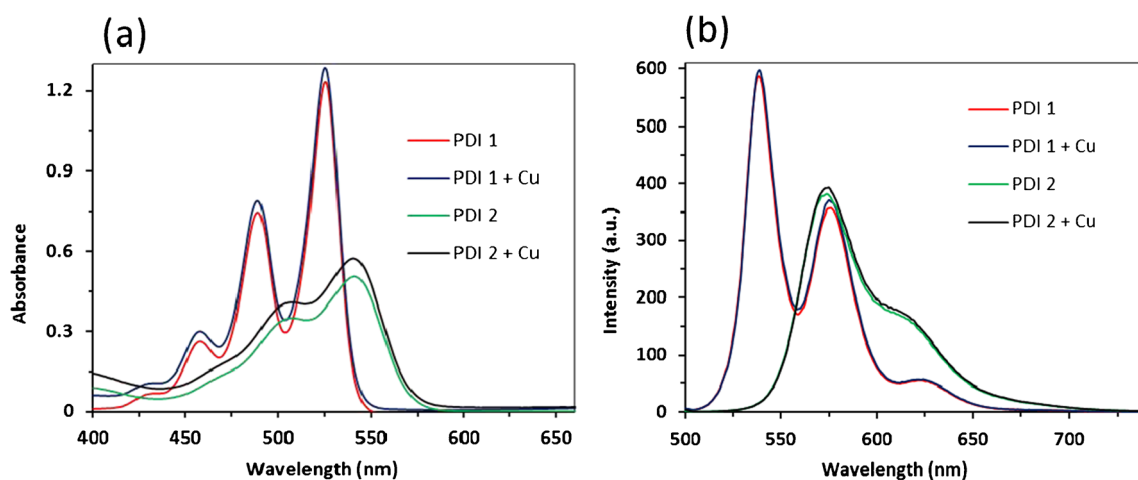 (a)
Absorbance
1.2
0.9
0.6
0.3
0
400
450
500
550
600
650
Wavelength (nm)
PDI 1
PDI 1 + Cu
PDI 2
PDI 2 + Cu
(b)
Intensity (a.u.)
600
500
400
300
200
100
0
500
550
600
650
700
Wavelength (nm)
PDI 1
PDI 1 + Cu
PDI 2
PDI 2 + Cu